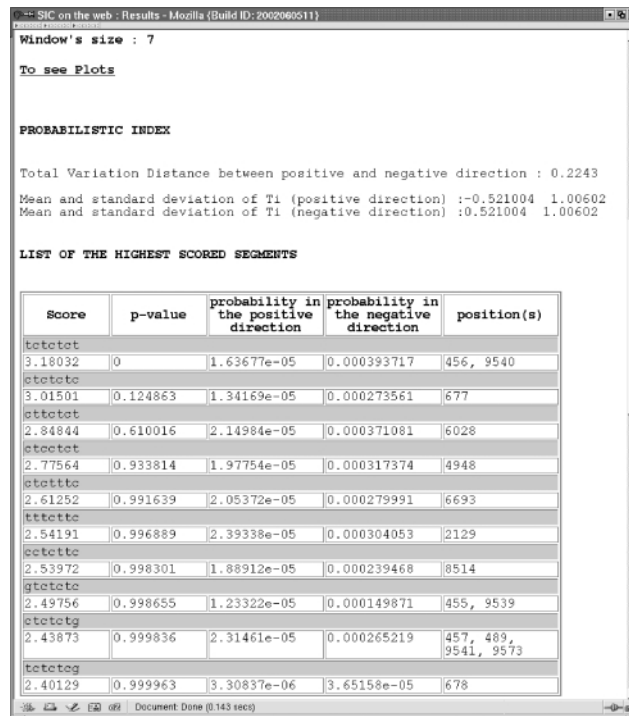 SIC on the web : Results - Mozilla {Build ID: 2002060511}
Window's size : 7
To see Plots
PROBABILISTIC INDEX
Total Variation Distance between positive and negative direction : 0.2243
Mean and standard deviation of Ti (positive direction) :-0.521004 1.00602
Mean and standard deviation of Ti (negative direction) :0.521004 1.00602
LIST OF THE HIGHEST SCORED SEGMENTS
Score p-value probability in the positive direction probability in the negative direction position(s)
tctctct
3.18032 0 1.63677e-05 0.000393717 456, 9540
ctctctc
3.01501 0.124863 1.34169e-05 0.000273561 677
cttctct
2.84844 0.610016 2.14984e-05 0.000371081 6028
ctcctct
2.77564 0.933814 1.97754e-05 0.000317374 4948
ctctttc
2.61252 0.991639 2.05372e-05 0.000279991 6693
tttcttc
2.54191 0.996889 2.39338e-05 0.000304053 2129
cctcttc
2.53972 0.998301 1.88912e-05 0.000239468 8514
gtctctc
2.49756 0.998655 1.23322e-05 0.000149871 455, 9539
ctctctg
2.43873 0.999836 2.31461e-05 0.000265219 457, 489, 9541, 9573
tctctcg
2.40129 0.999963 3.30837e-06 3.65158e-05 678
Document: Done (0.143 secs)